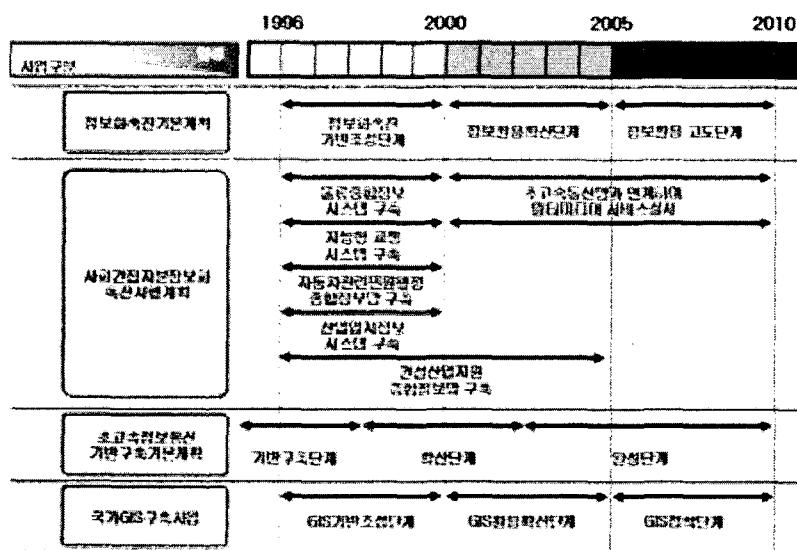 1996 2000 2005 2010
사업구분
정보화촉진기본계획
정보화촉진
기반조성단계
정보활용확산단계
정보활용 고도단계
사회간접자본정보화
촉진시행계획
물류종합정보
시스템 구축
초고속통신망과 연계하여
멀티미디어 서비스실시
지능형 교통
시스템 구축
자동차관련민원행정
종합정보망 구축
산업입지정보
시스템 구축
건설산업지원
종합정보망 구축
초고속정보통신
기반구축기본계획
기반구축단계
확산단계
완성단계
국가GIS구축사업
GIS기반조성단계
GIS활용확산단계
GIS정착단계